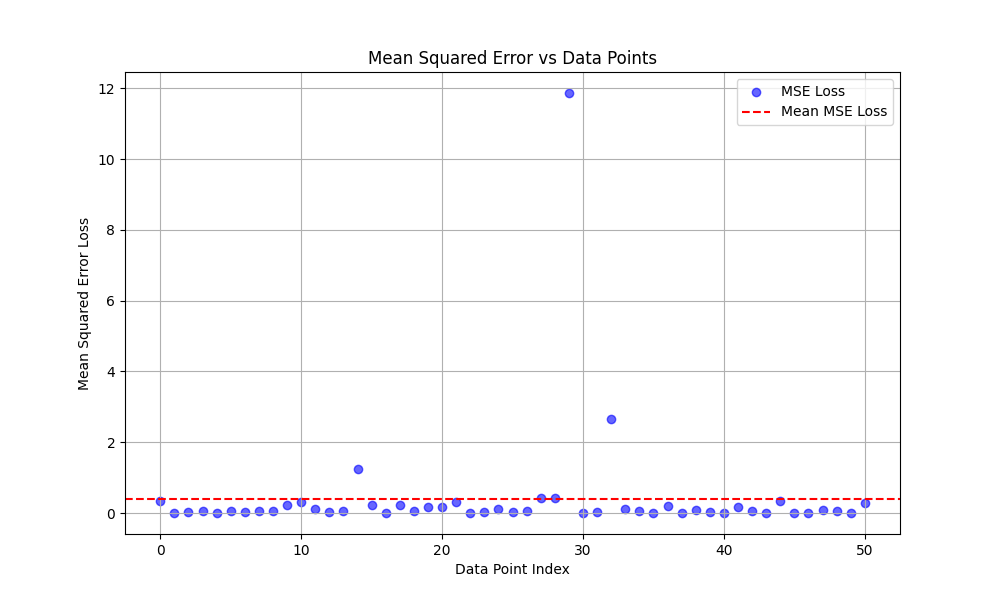 Mean Squared Error vs Data Points
MSE Loss
Mean MSE Loss
12
10
8
6
4
2
0
Mean Squared Error Loss
0 10 20 30 40 50
Data Point Index